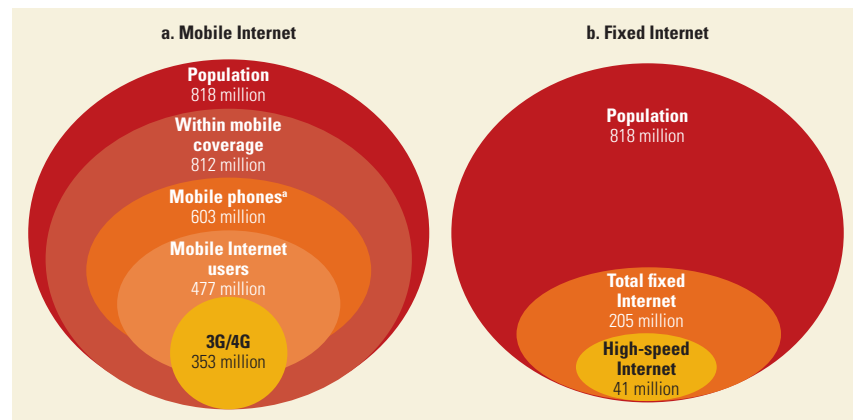 a. Mobile Internet
Population
818 million
Within mobile
coverage
812 million
Mobile phonesᵃ
603 million
Mobile Internet
users
477 million
3G/4G
353 million
b. Fixed Internet
Population
818 million
Total fixed
Internet
205 million
High-speed
Internet
41 million